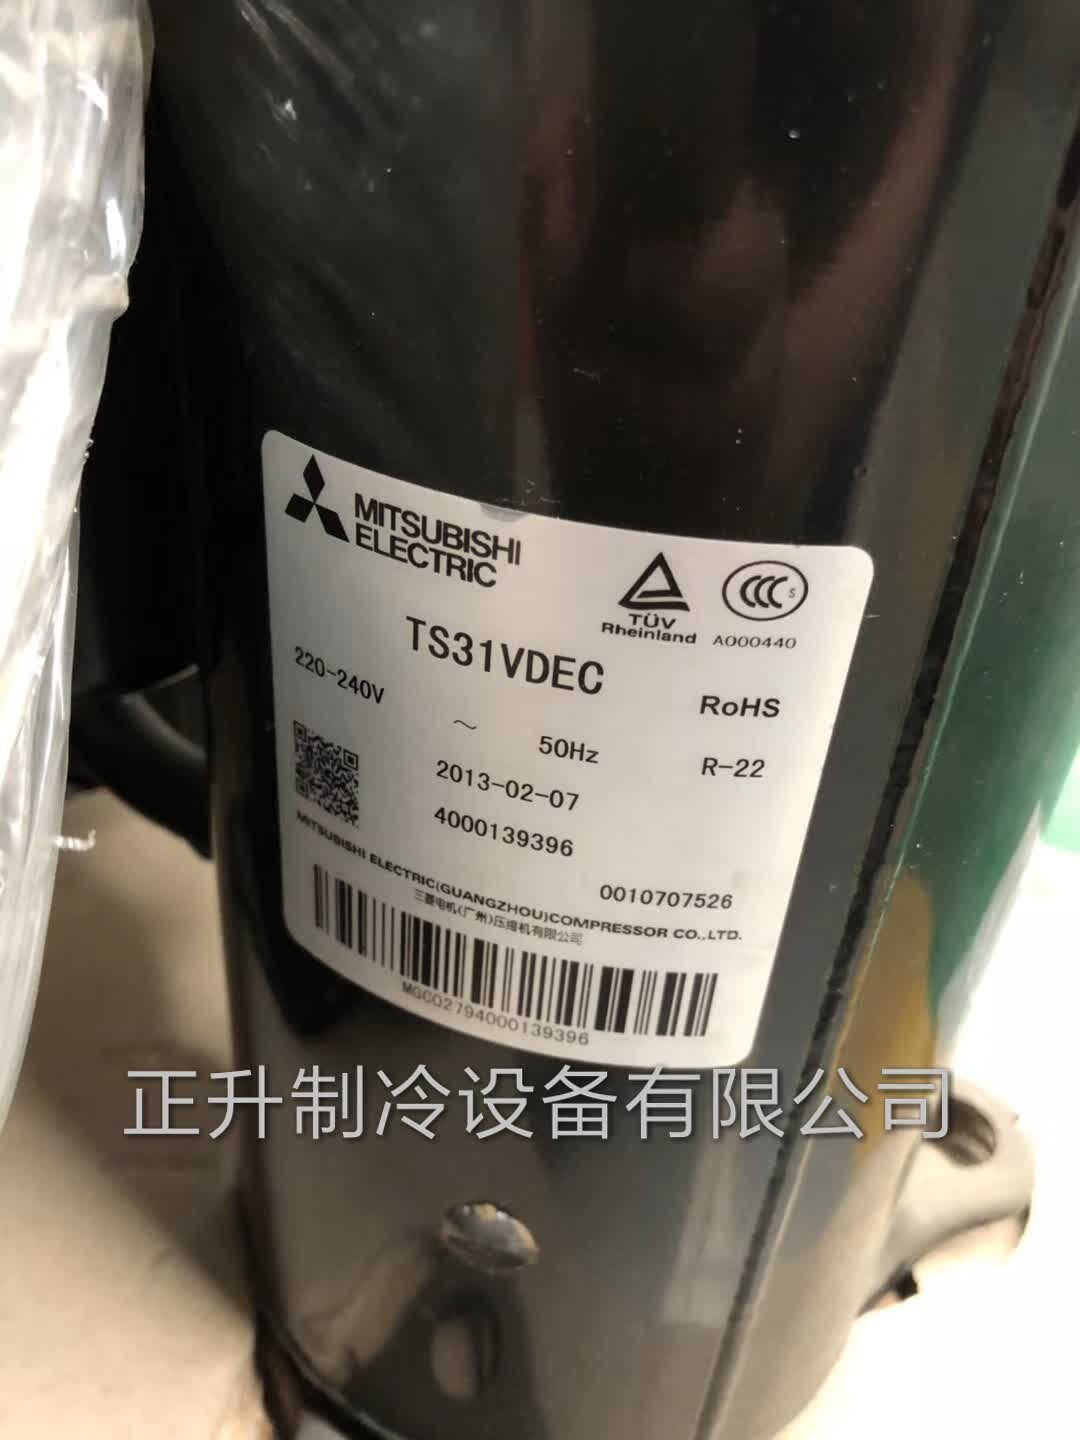 MITSUBISHI
ELECTRIC
TÜV
Rheinland
CCC S
A000440
TS31VDEC
220-240V
~
50Hz
RoHS
R-22
2013-02-07
4000139396
0010707526
MITSUBISHI ELECTRIC(GUANGZHOU)COMPRESSOR CO.,LTD.
三菱电机(广州)压缩机有限公司
MGC02794000139396
正升制冷设备有限公司